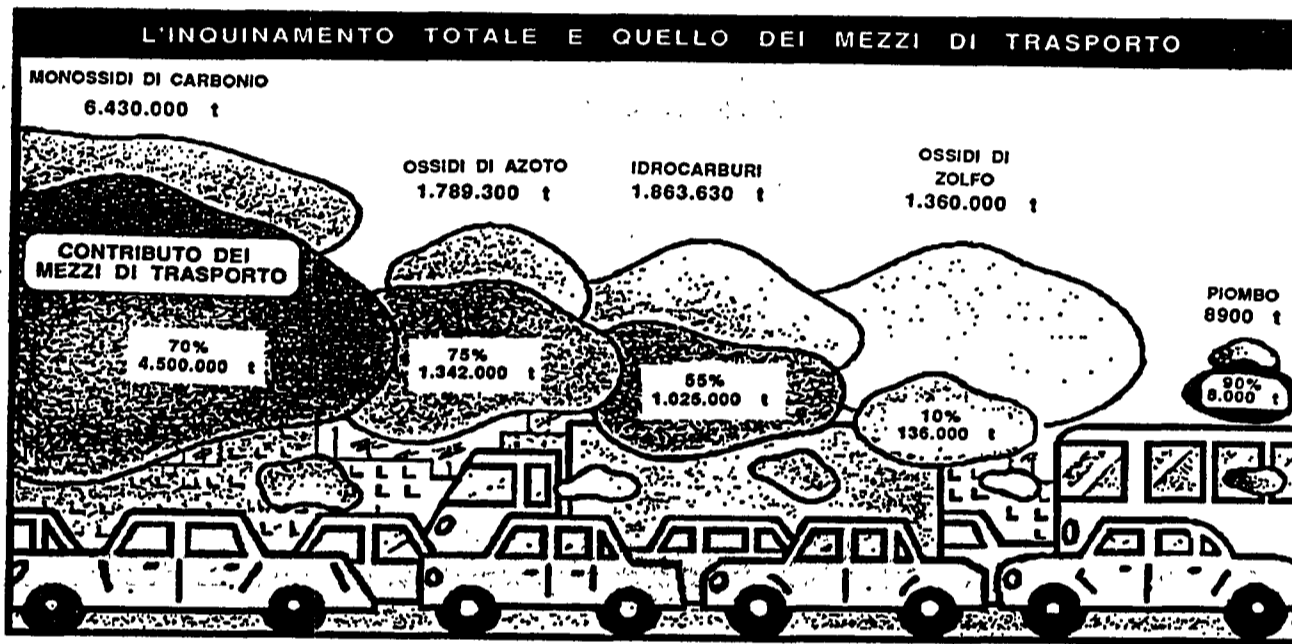 L'INQUINAMENTO TOTALE E QUELLO DEI MEZZI DI TRASPORTO
MONOSSIDI DI CARBONIO
6.430.000 t
OSSIDI DI AZOTO
1.789.300 t
IDROCARBURI
1.863.630 t
OSSIDI DI
ZOLFO
1.360.000 t
PIOMBO
8900 t
CONTRIBUTO DEI
MEZZI DI TRASPORTO
70%
4.500.000 t
75%
1.342.000 t
55%
1.025.000 t
10%
136.000 t
90%
8.000 t